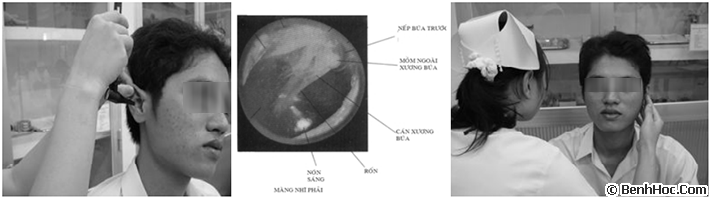 NẾP BÚA TRƯỚC
MỎM NGOÀI
XƯƠNG BÚA
CÁN XƯƠNG
BÚA
RỐN
NÓN
SÁNG
MÀNG NHĨ PHẢI
© BenhHoc.Com